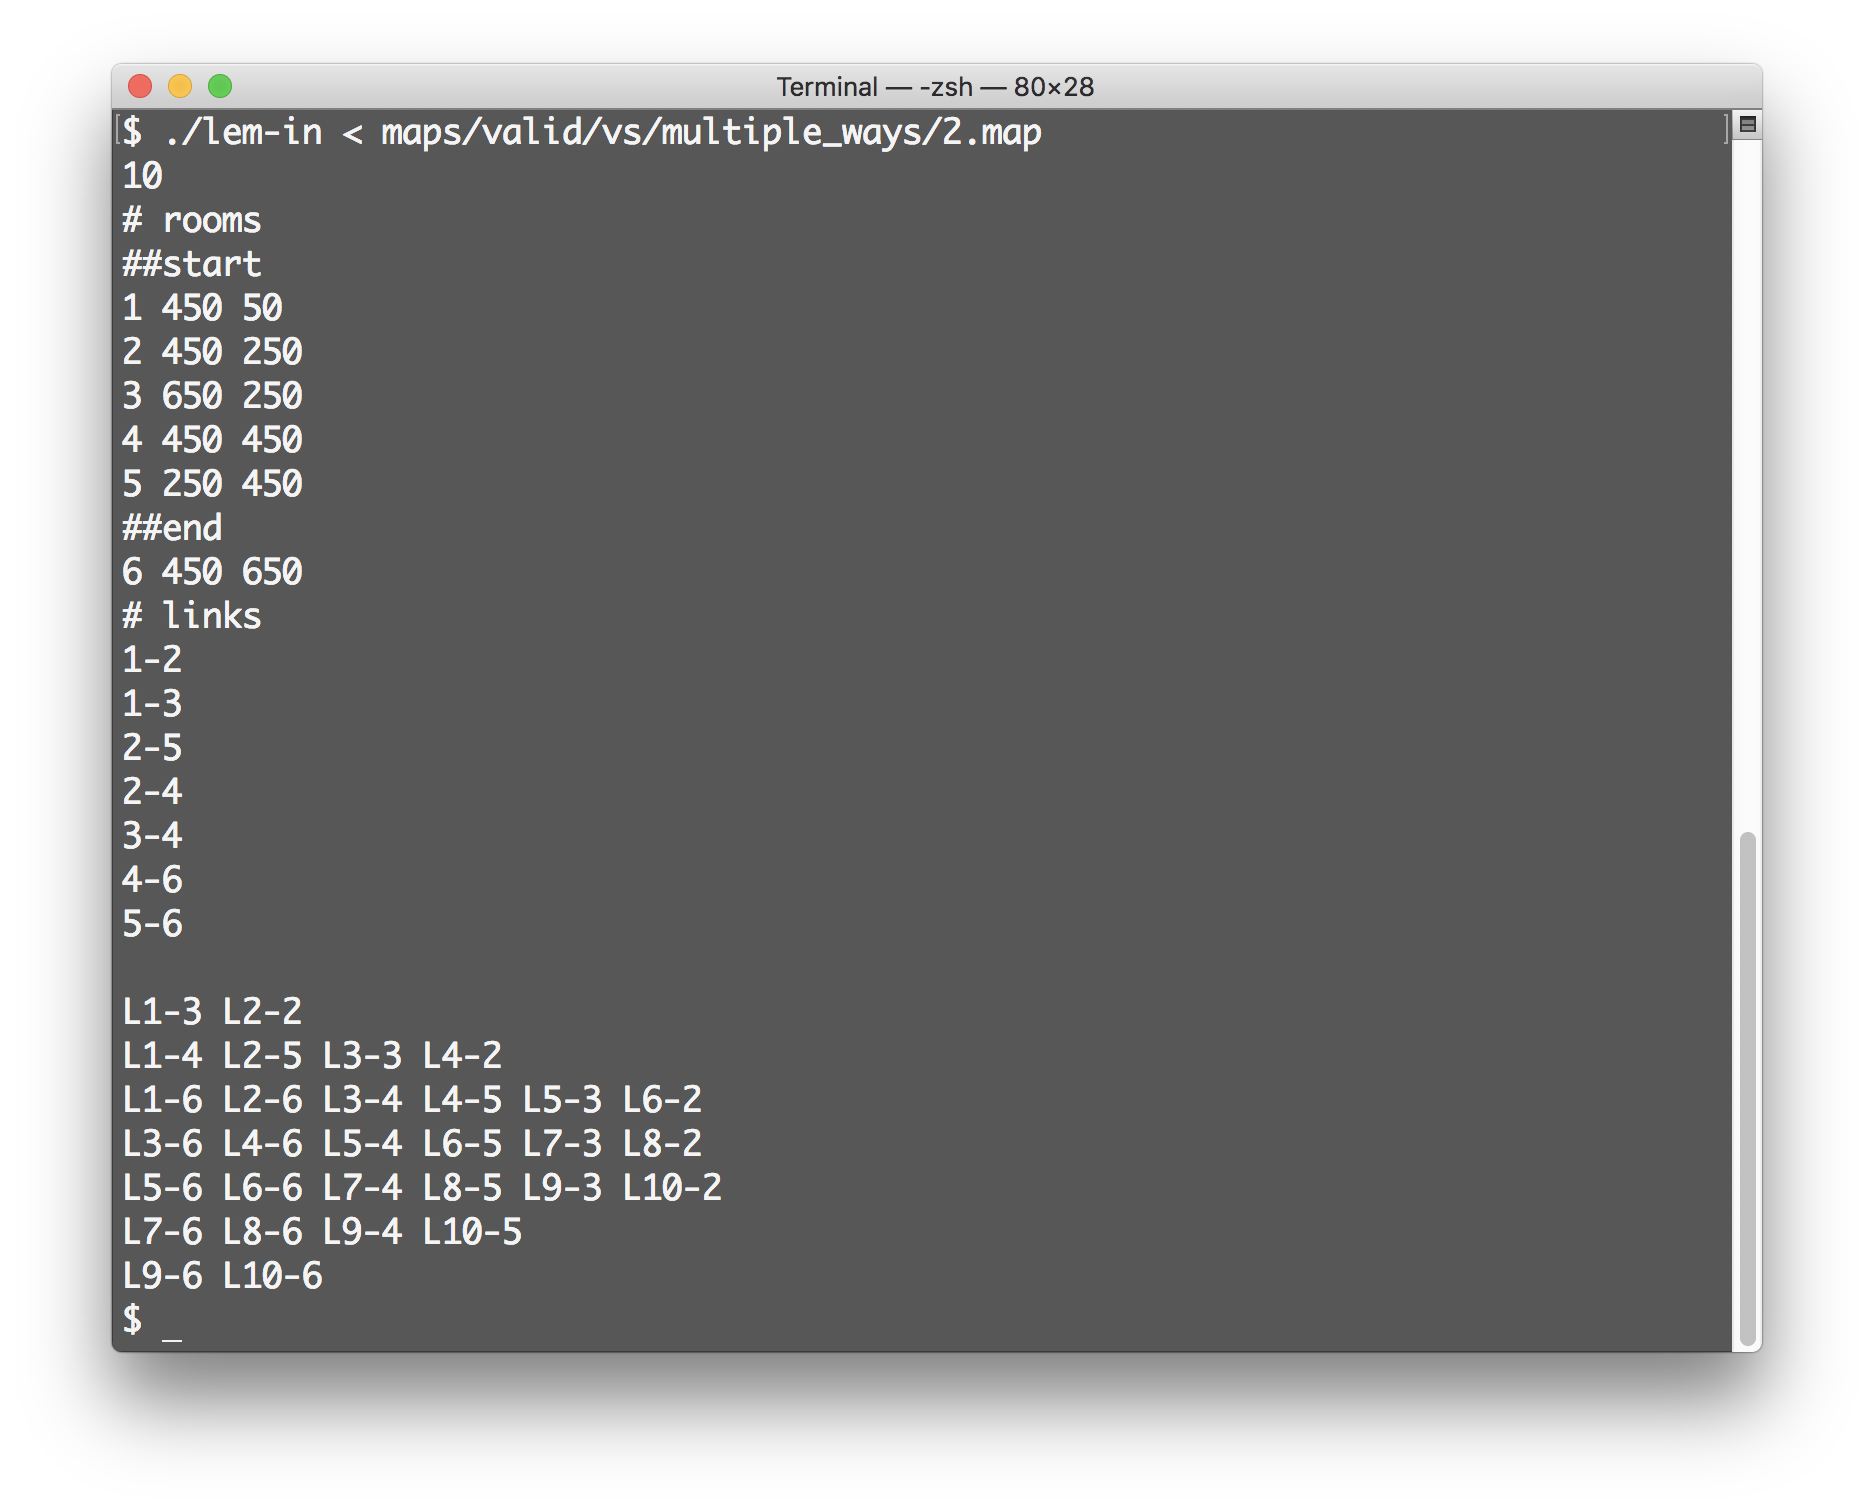 Terminal — -zsh — 80×28
$ ./lem-in < maps/valid/vs/multiple_ways/2.map
10
# rooms
##start
1 450 50
2 450 250
3 650 250
4 450 450
5 250 450
##end
6 450 650
# links
1-2
1-3
2-5
2-4
3-4
4-6
5-6

L1-3 L2-2
L1-4 L2-5 L3-3 L4-2
L1-6 L2-6 L3-4 L4-5 L5-3 L6-2
L3-6 L4-6 L5-4 L6-5 L7-3 L8-2
L5-6 L6-6 L7-4 L8-5 L9-3 L10-2
L7-6 L8-6 L9-4 L10-5
L9-6 L10-6
$ _